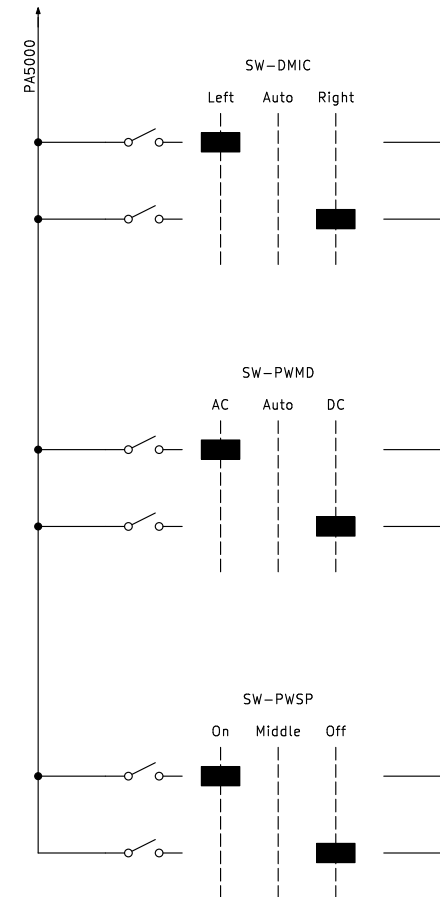 PA5000
SW-DMIC
Left Auto Right
SW-PWMD
AC Auto DC
SW-PWSP
On Middle Off